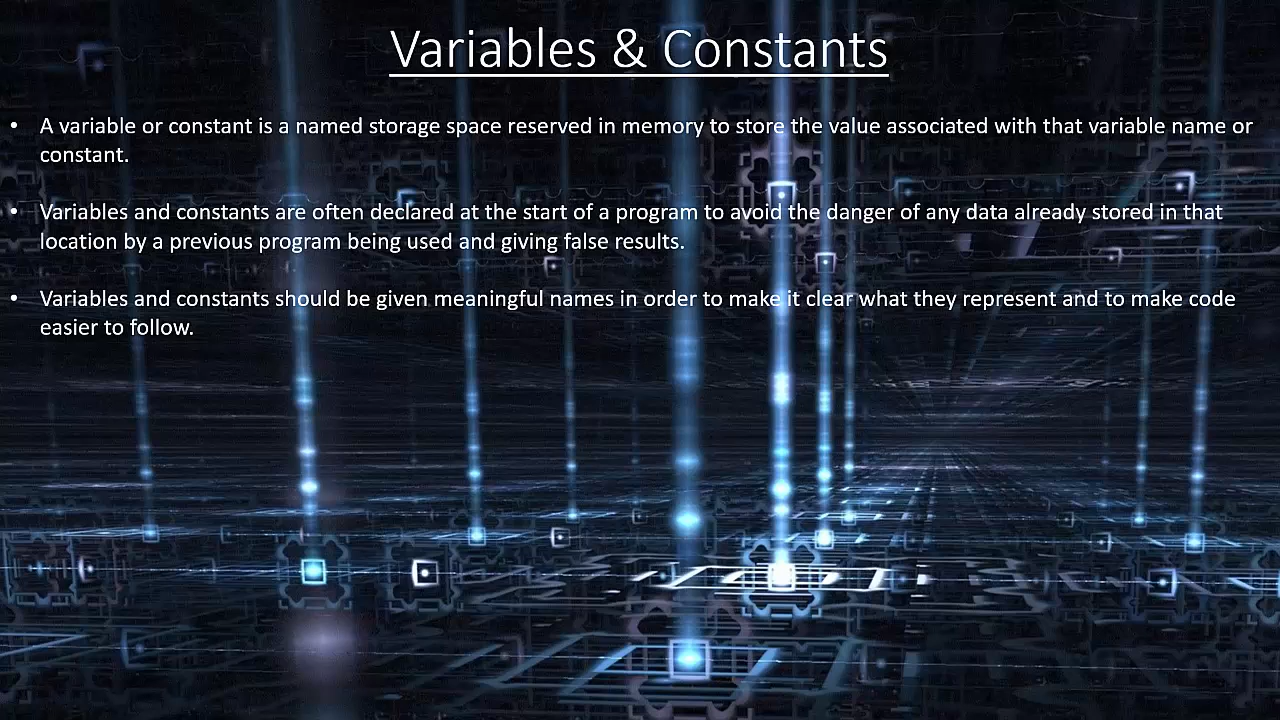 Variables & Constants
• A variable or constant is a named storage space reserved in memory to store the value associated with that variable name or
constant.
• Variables and constants are often declared at the start of a program to avoid the danger of any data already stored in that
location by a previous program being used and giving false results.
• Variables and constants should be given meaningful names in order to make it clear what they represent and to make code
easier to follow.